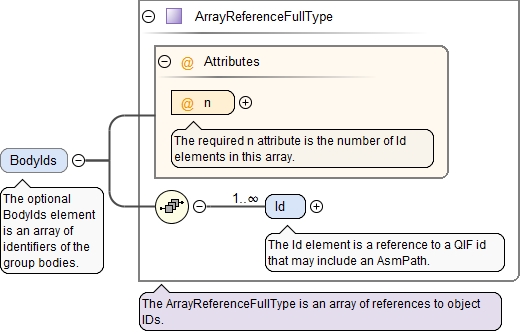 ArrayReferenceFullType
@ Attributes
@ n
The required n attribute is the number of Id
elements in this array.
BodyIds
The optional
BodyIds element
is an array of
identifiers of the
group bodies.
1..∞
Id
The Id element is a reference to a QIF id
that may include an AsmPath.
The ArrayReferenceFullType is an array of references to object
IDs.